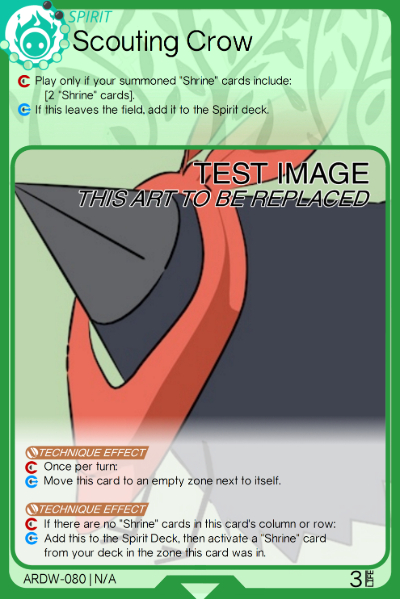 SPIRIT
Scouting Crow
C Play only if your summoned "Shrine" cards include:
[2 "Shrine" cards].
E If this leaves the field, add it to the Spirit deck.
TEST IMAGE
THIS ART TO BE REPLACED
TECHNIQUE EFFECT
C Once per turn:
E Move this card to an empty zone next to itself.
TECHNIQUE EFFECT
C If there are no "Shrine" cards in this card's column or row:
E Add this to the Spirit Deck, then activate a "Shrine" card
from your deck in the zone this card was in.
ARDW-080 | N/A
3 LIFE